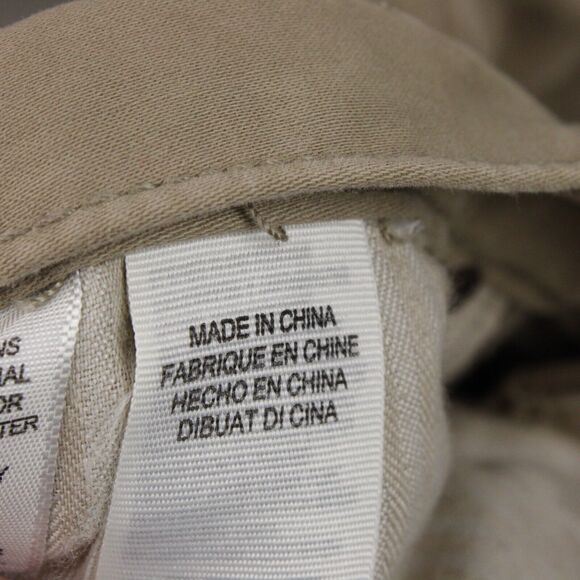 MADE IN CHINA
FABRIQUE EN CHINE
HECHO EN CHINA
DIBUAT DI CINA